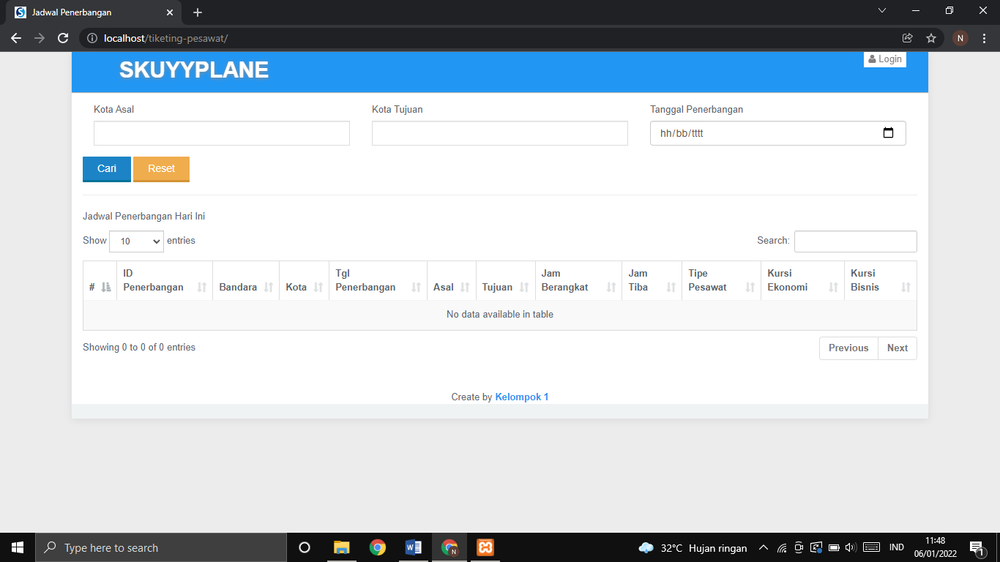 Jadwal Penerbangan
localhost/tiketing-pesawat/
N
SKUYYPLANE
Login
Kota Asal
Kota Tujuan
Tanggal Penerbangan
hh/bb/tttt
Cari
Reset
Jadwal Penerbangan Hari Ini
Show 10 entries
Search:
# ID Penerbangan Bandara Kota Tgl Penerbangan Asal Tujuan Jam Berangkat Jam Tiba Tipe Pesawat Kursi Ekonomi Kursi Bisnis
No data available in table
Showing 0 to 0 of 0 entries
Previous Next
Create by Kelompok 1
Type here to search
N
32°C Hujan ringan
IND
11:48
06/01/2022
1